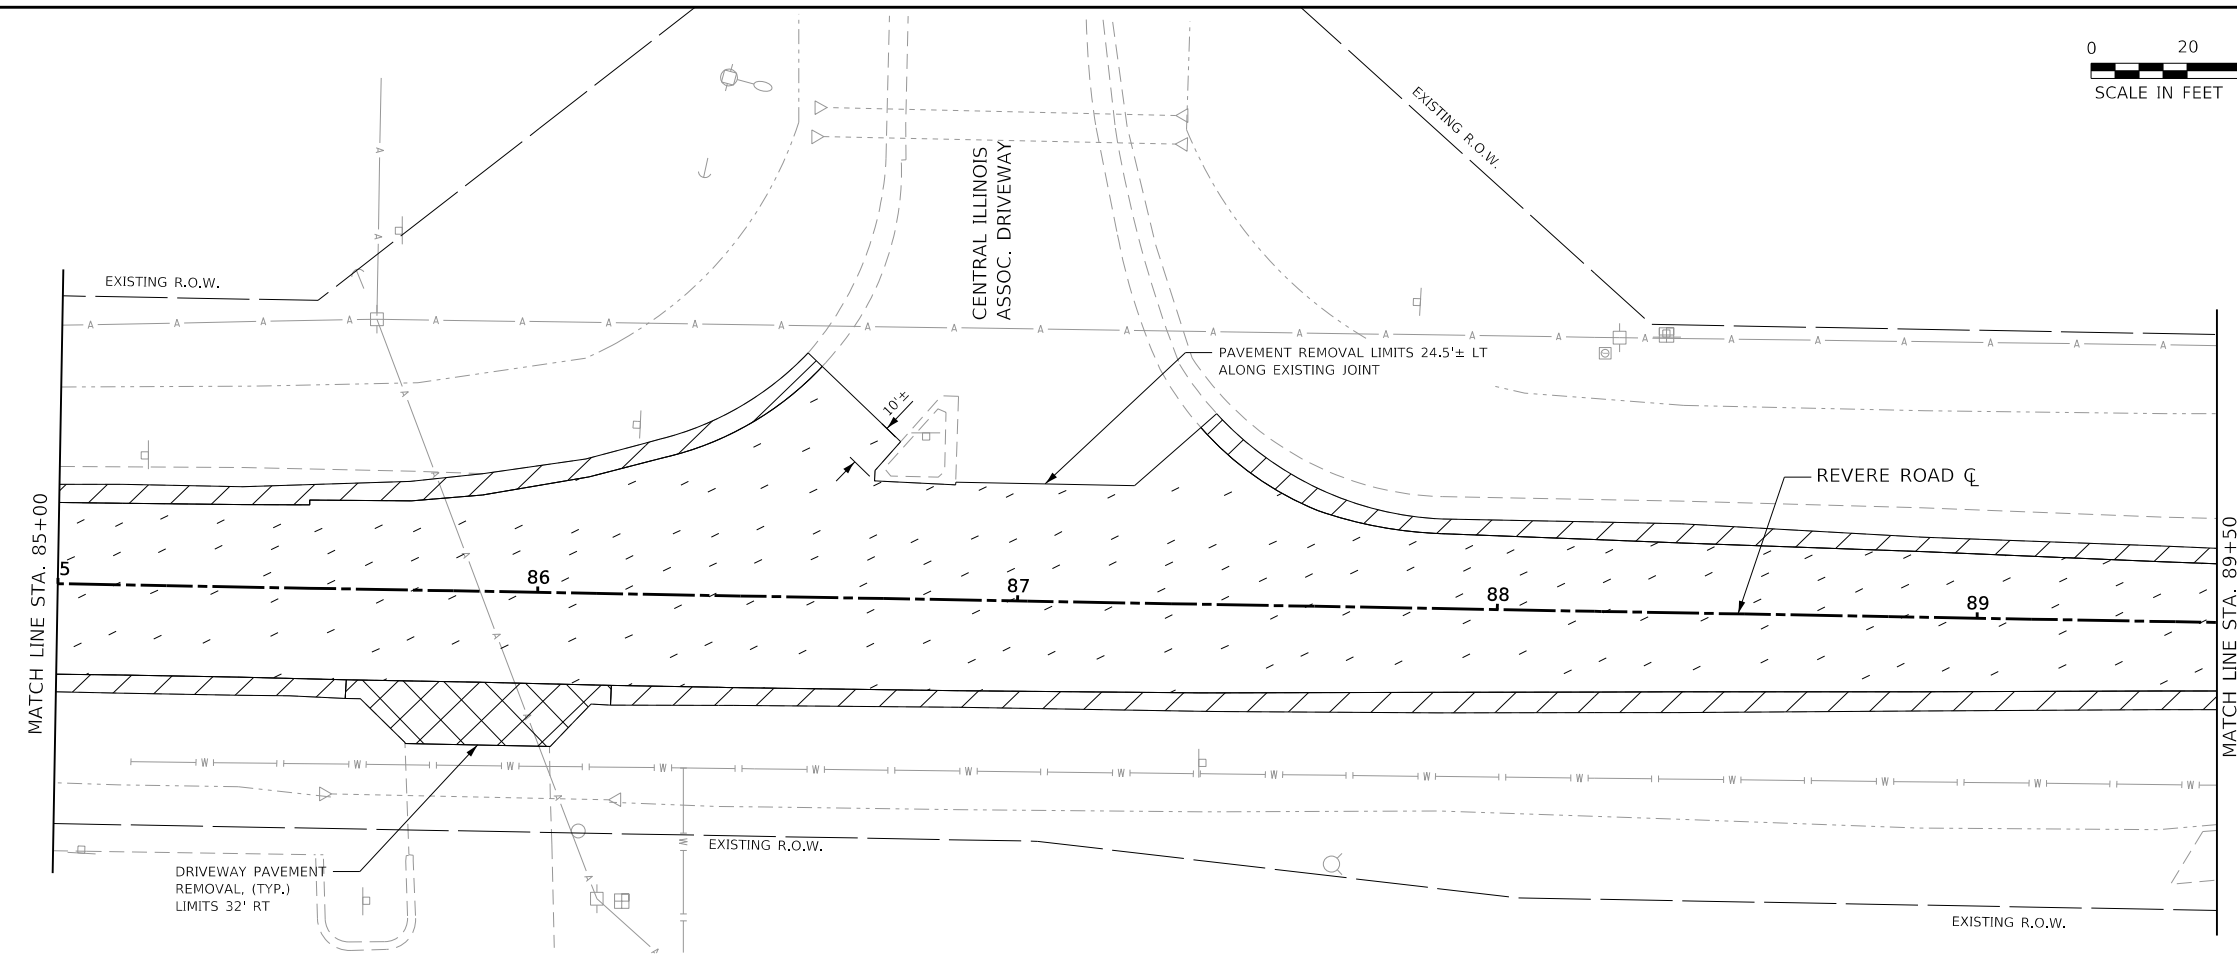 0 20
SCALE IN FEET
EXISTING R.O.W.
CENTRAL ILLINOIS
ASSOC. DRIVEWAY
EXISTING R.O.W.
A A A A A A A A A A A A A A A A A A A A A A A A A
PAVEMENT REMOVAL LIMITS 24.5'± LT
ALONG EXISTING JOINT
10'±
REVERE ROAD ℄
MATCH LINE STA. 85+00
5
86
87
88
89
MATCH LINE STA. 89+50
W W W W W W W W W W W W W W
DRIVEWAY PAVEMENT
REMOVAL, (TYP.)
LIMITS 32' RT
EXISTING R.O.W.
W
EXISTING R.O.W.